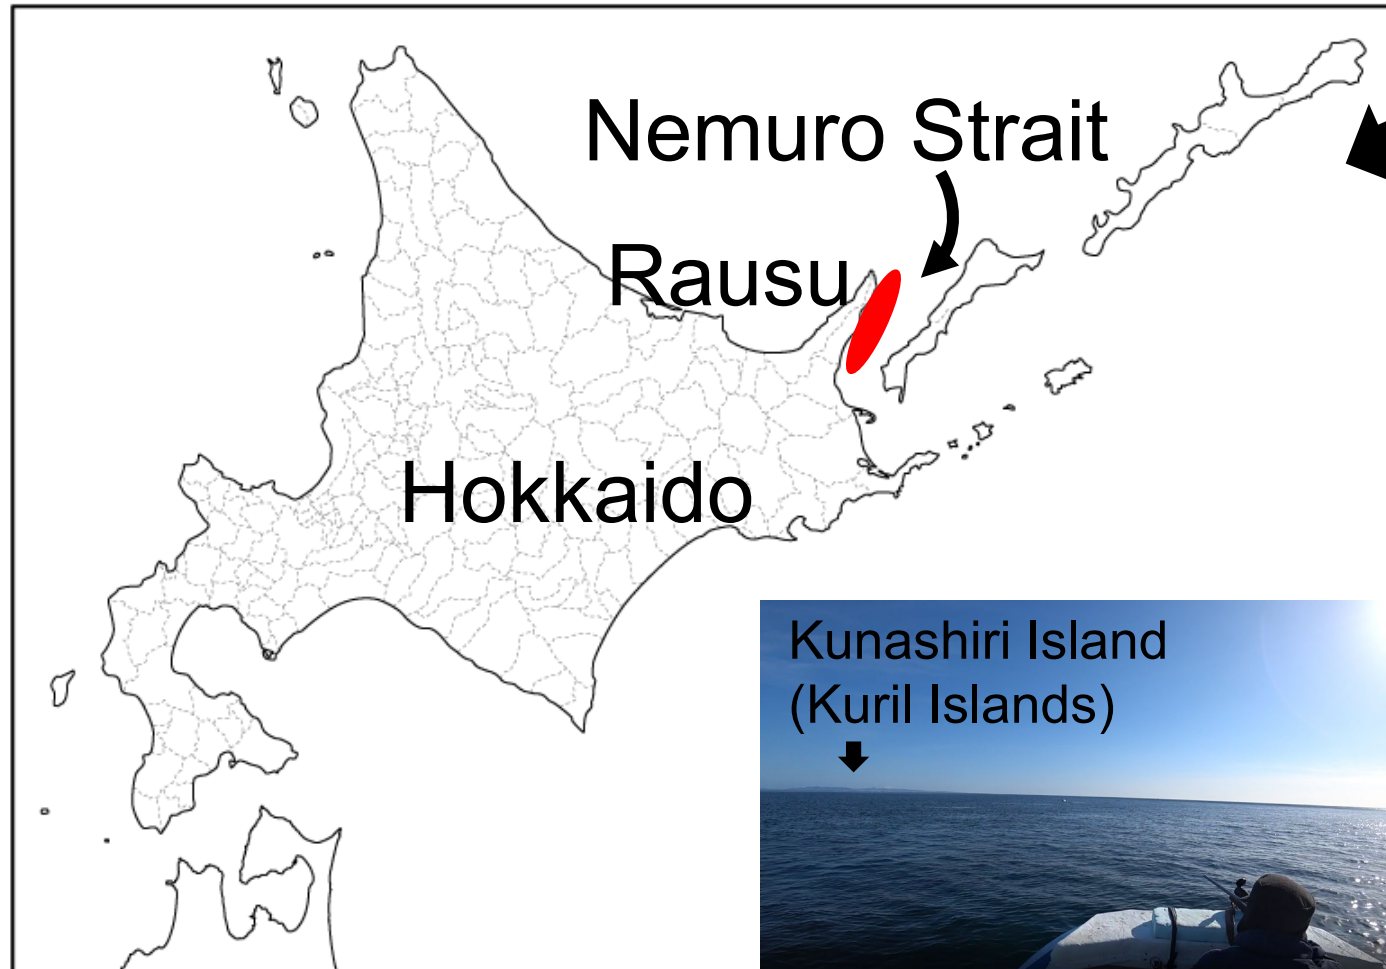 Nemuro Strait
Rausu
Hokkaido
Kunashiri Island
(Kuril Islands)